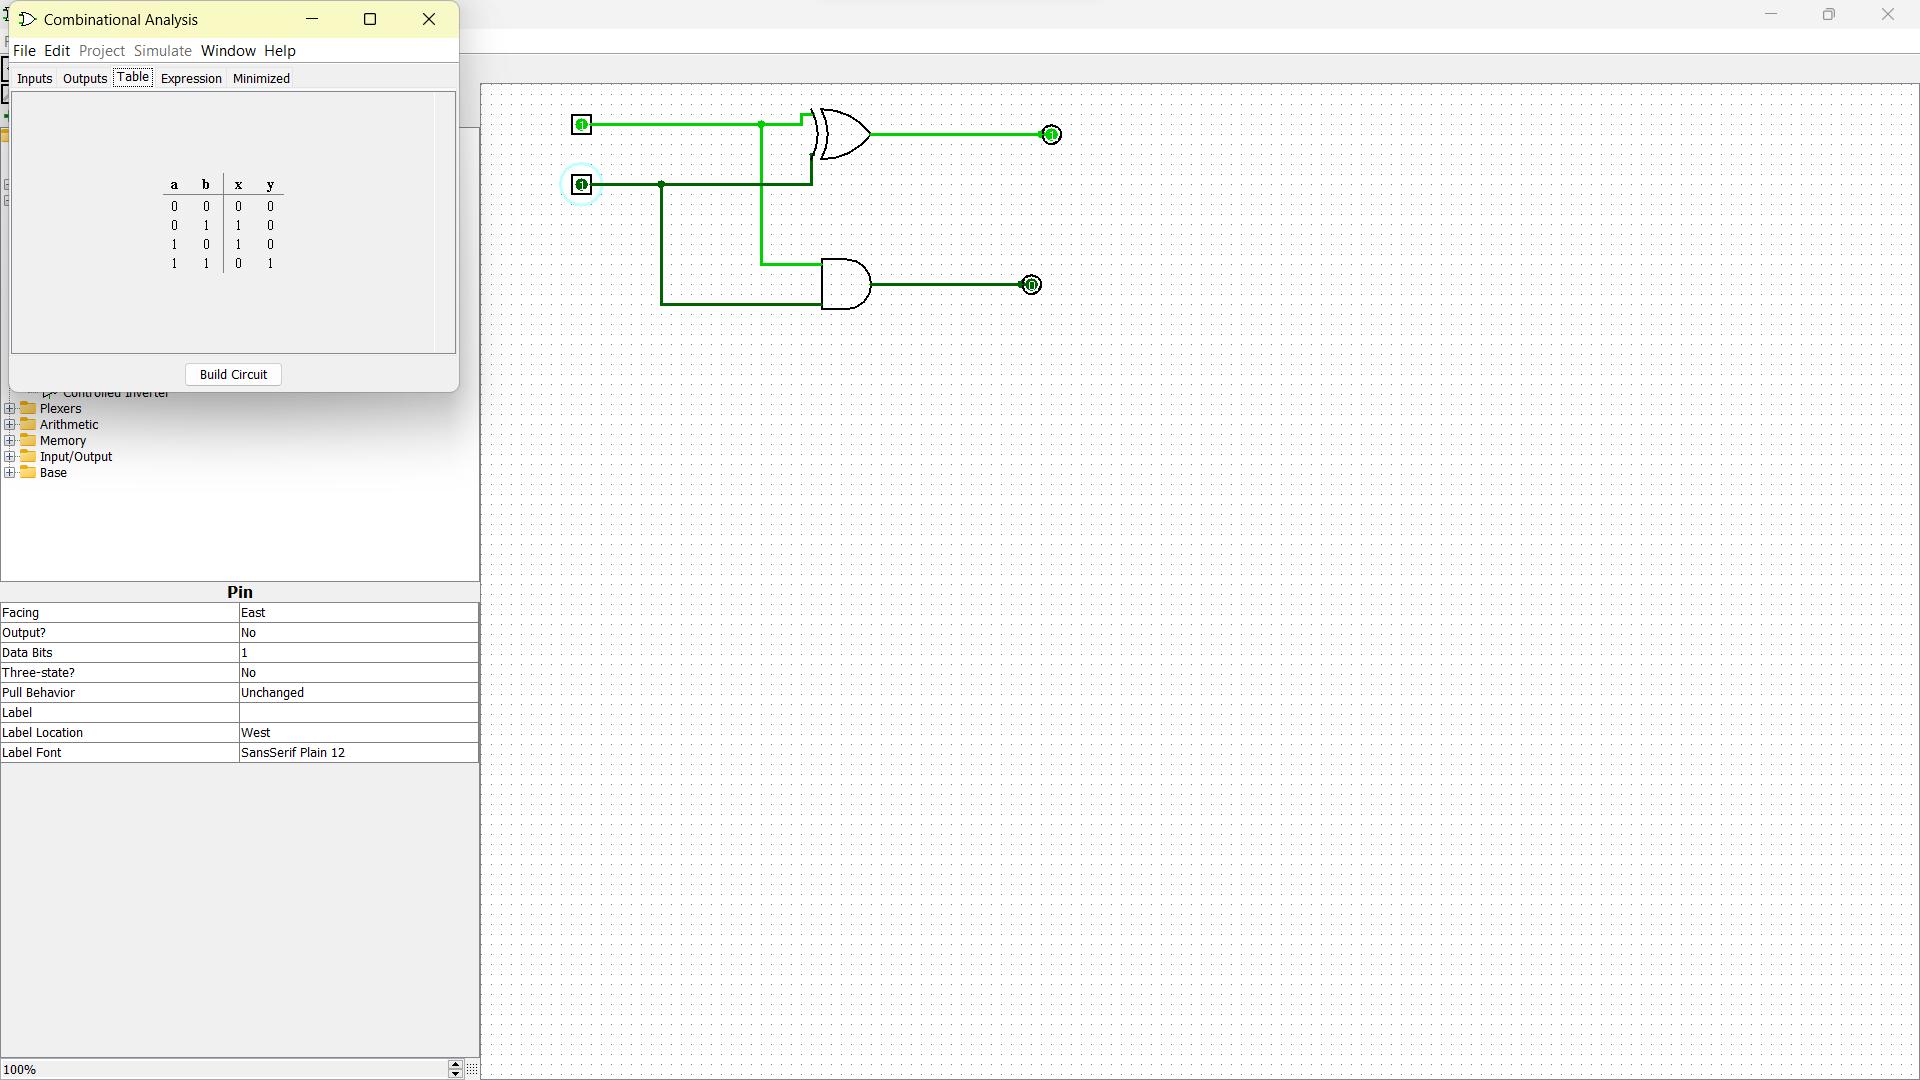 Combinational Analysis
File Edit Project Simulate Window Help
Inputs Outputs Table Expression Minimized
a b x y
0 0 0 0
0 1 1 0
1 0 1 0
1 1 0 1
Build Circuit
Controlled Inverter
Plexers
Arithmetic
Memory
Input/Output
Base
Pin
Facing East
Output? No
Data Bits 1
Three-state? No
Pull Behavior Unchanged
Label
Label Location West
Label Font SansSerif Plain 12
100%
1
1
1
0